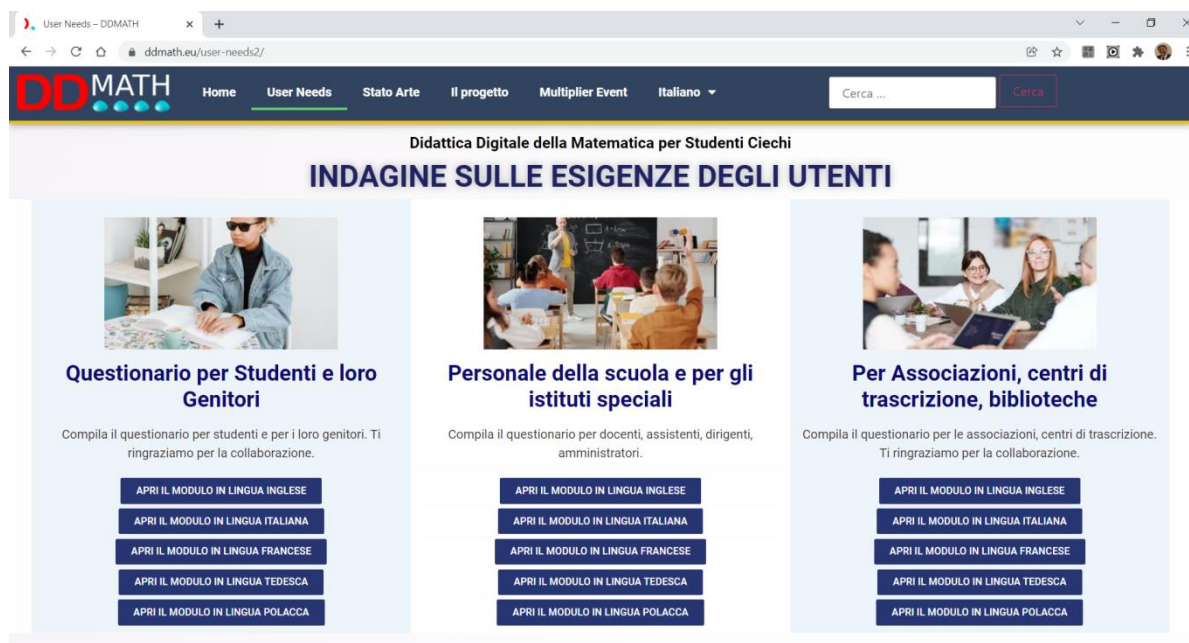 User Needs – DDMATH
ddmath.eu/user-needs2/
DDMATH
Home User Needs Stato Arte Il progetto Multiplier Event Italiano
Cerca ...
Cerca
Didattica Digitale della Matematica per Studenti Ciechi
INDAGINE SULLE ESIGENZE DEGLI UTENTI
Questionario per Studenti e loro
Genitori
Compila il questionario per studenti e per i loro genitori. Ti
ringraziamo per la collaborazione.
APRI IL MODULO IN LINGUA INGLESE
APRI IL MODULO IN LINGUA ITALIANA
APRI IL MODULO IN LINGUA FRANCESE
APRI IL MODULO IN LINGUA TEDESCA
APRI IL MODULO IN LINGUA POLACCA
Personale della scuola e per gli
istituti speciali
Compila il questionario per docenti, assistenti, dirigenti,
amministratori.
APRI IL MODULO IN LINGUA INGLESE
APRI IL MODULO IN LINGUA ITALIANA
APRI IL MODULO IN LINGUA FRANCESE
APRI IL MODULO IN LINGUA TEDESCA
APRI IL MODULO IN LINGUA POLACCA
Per Associazioni, centri di
trascrizione, biblioteche
Compila il questionario per le associazioni, centri di trascrizione.
Ti ringraziamo per la collaborazione.
APRI IL MODULO IN LINGUA INGLESE
APRI IL MODULO IN LINGUA ITALIANA
APRI IL MODULO IN LINGUA FRANCESE
APRI IL MODULO IN LINGUA TEDESCA
APRI IL MODULO IN LINGUA POLACCA